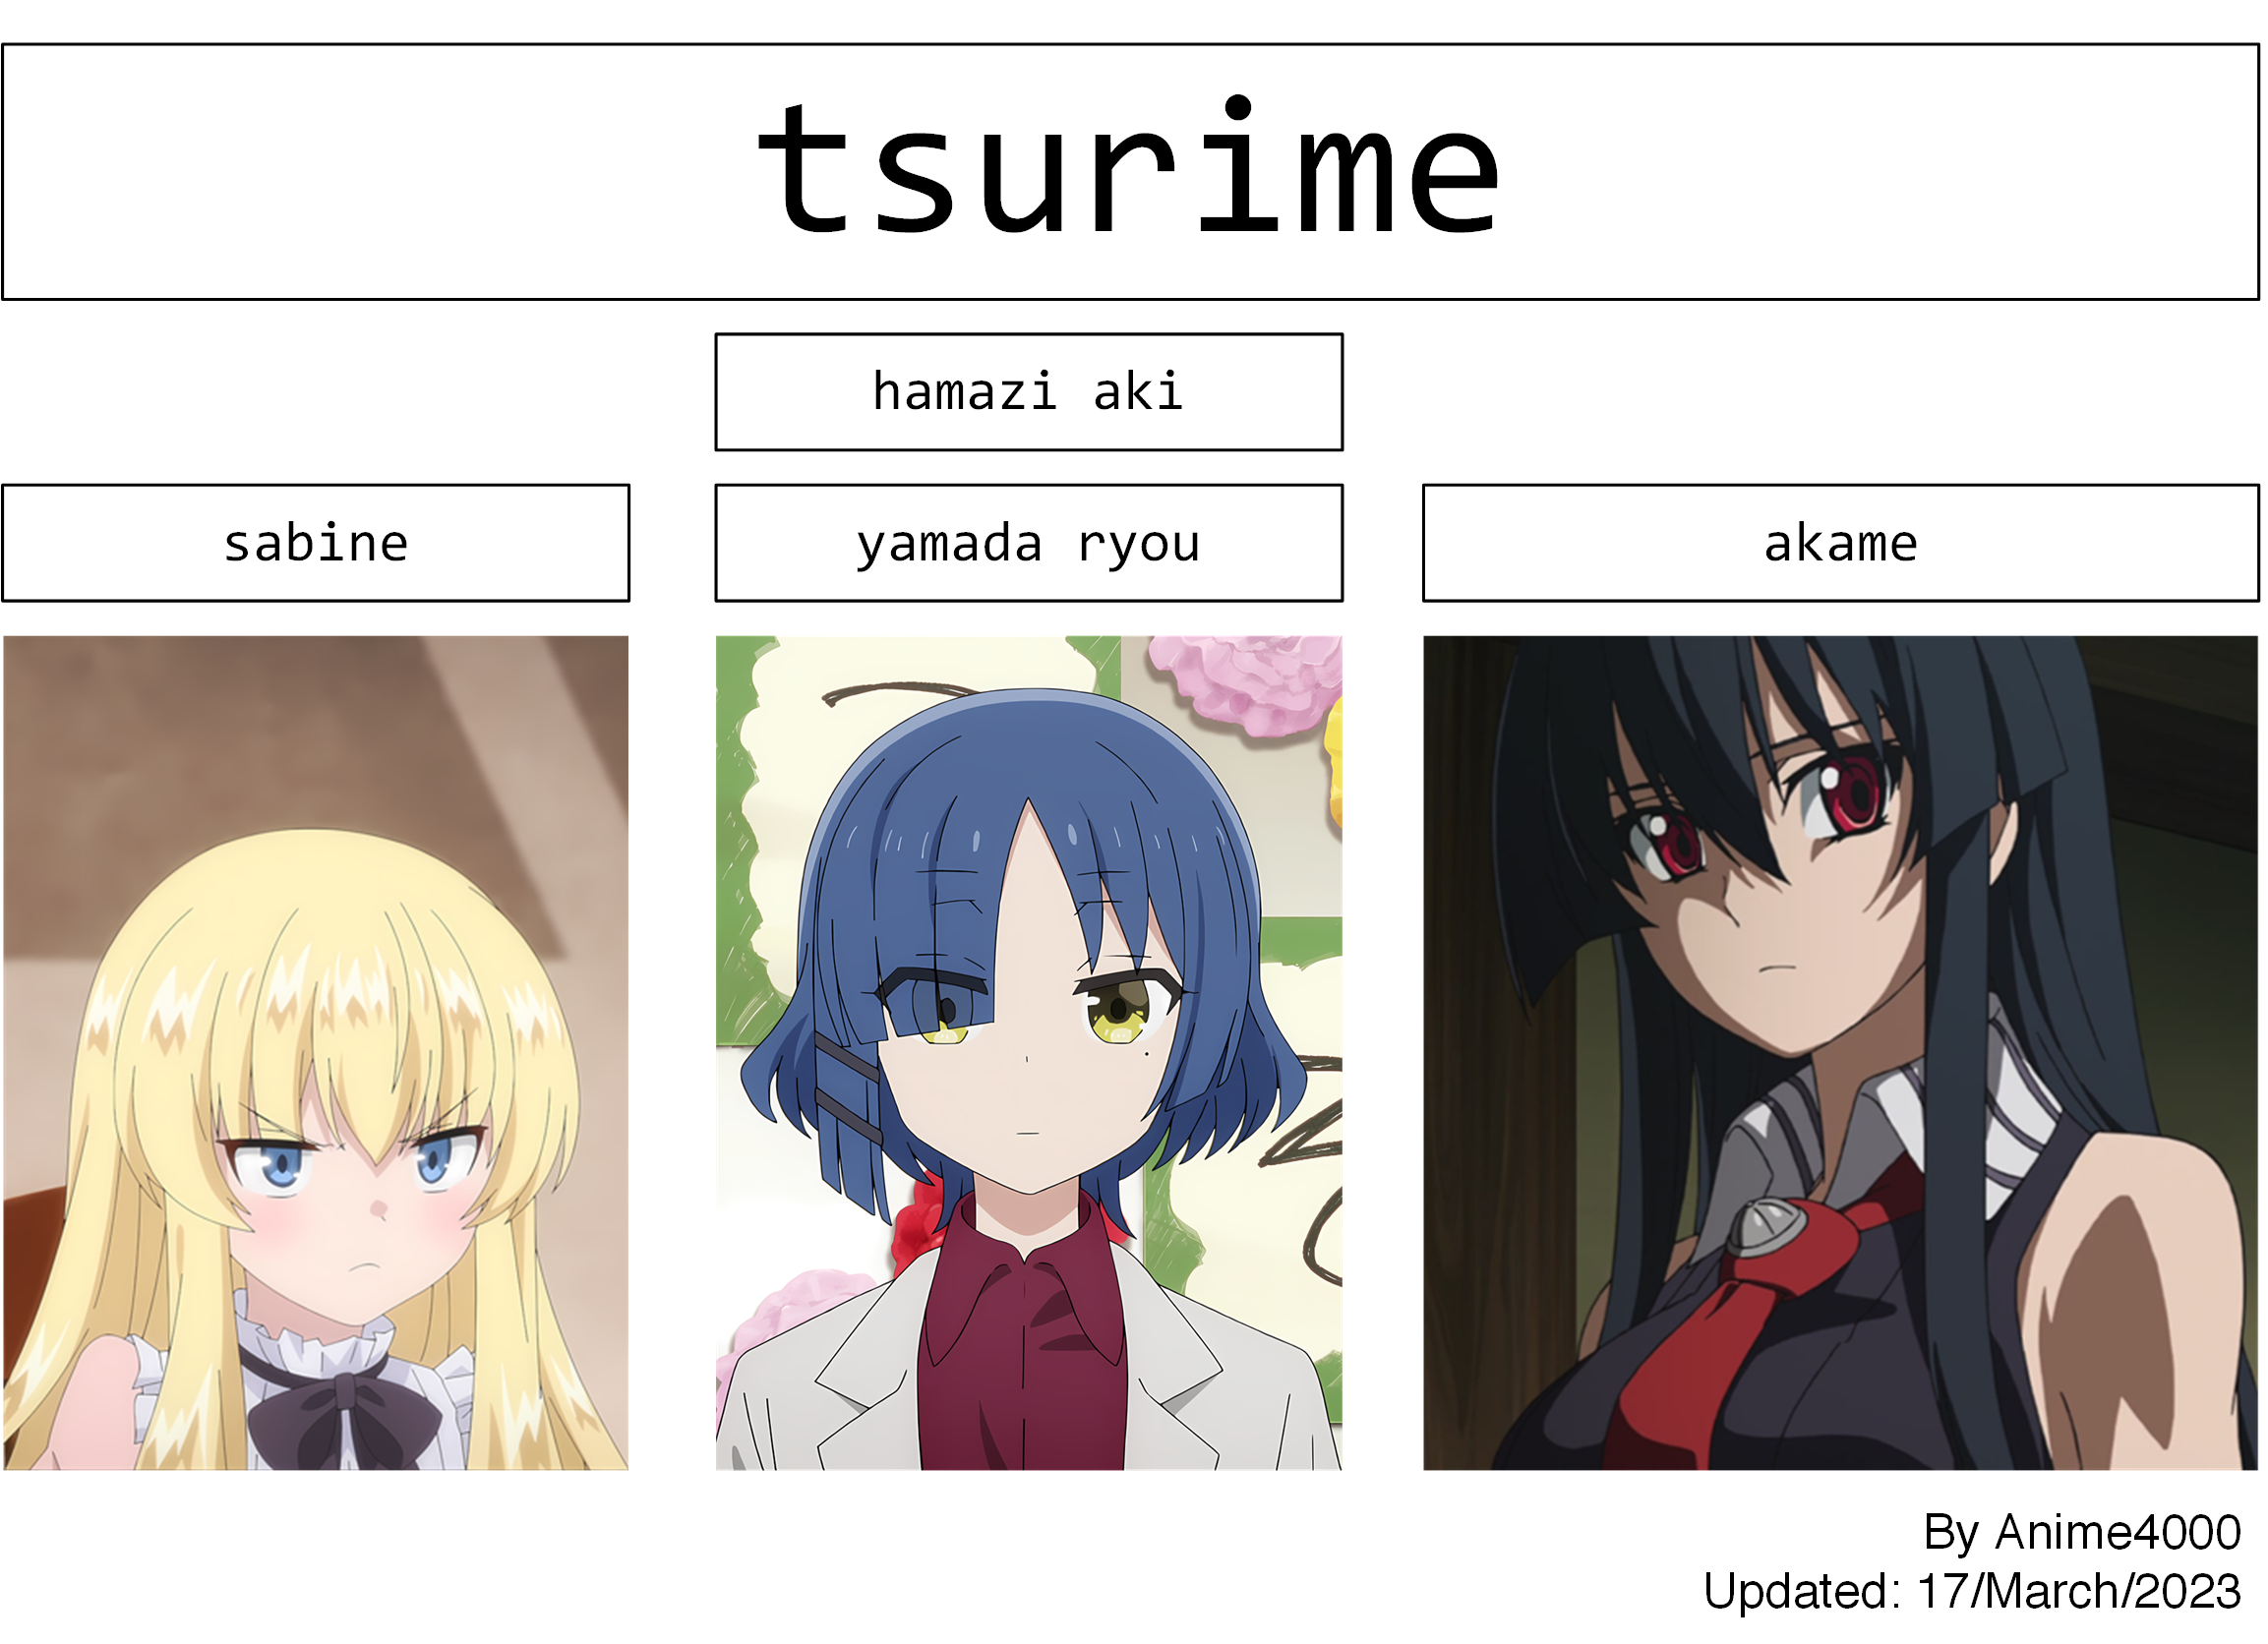 tsurime
hamazi aki
sabine
yamada ryou
akame
By Anime4000
Updated: 17/March/2023